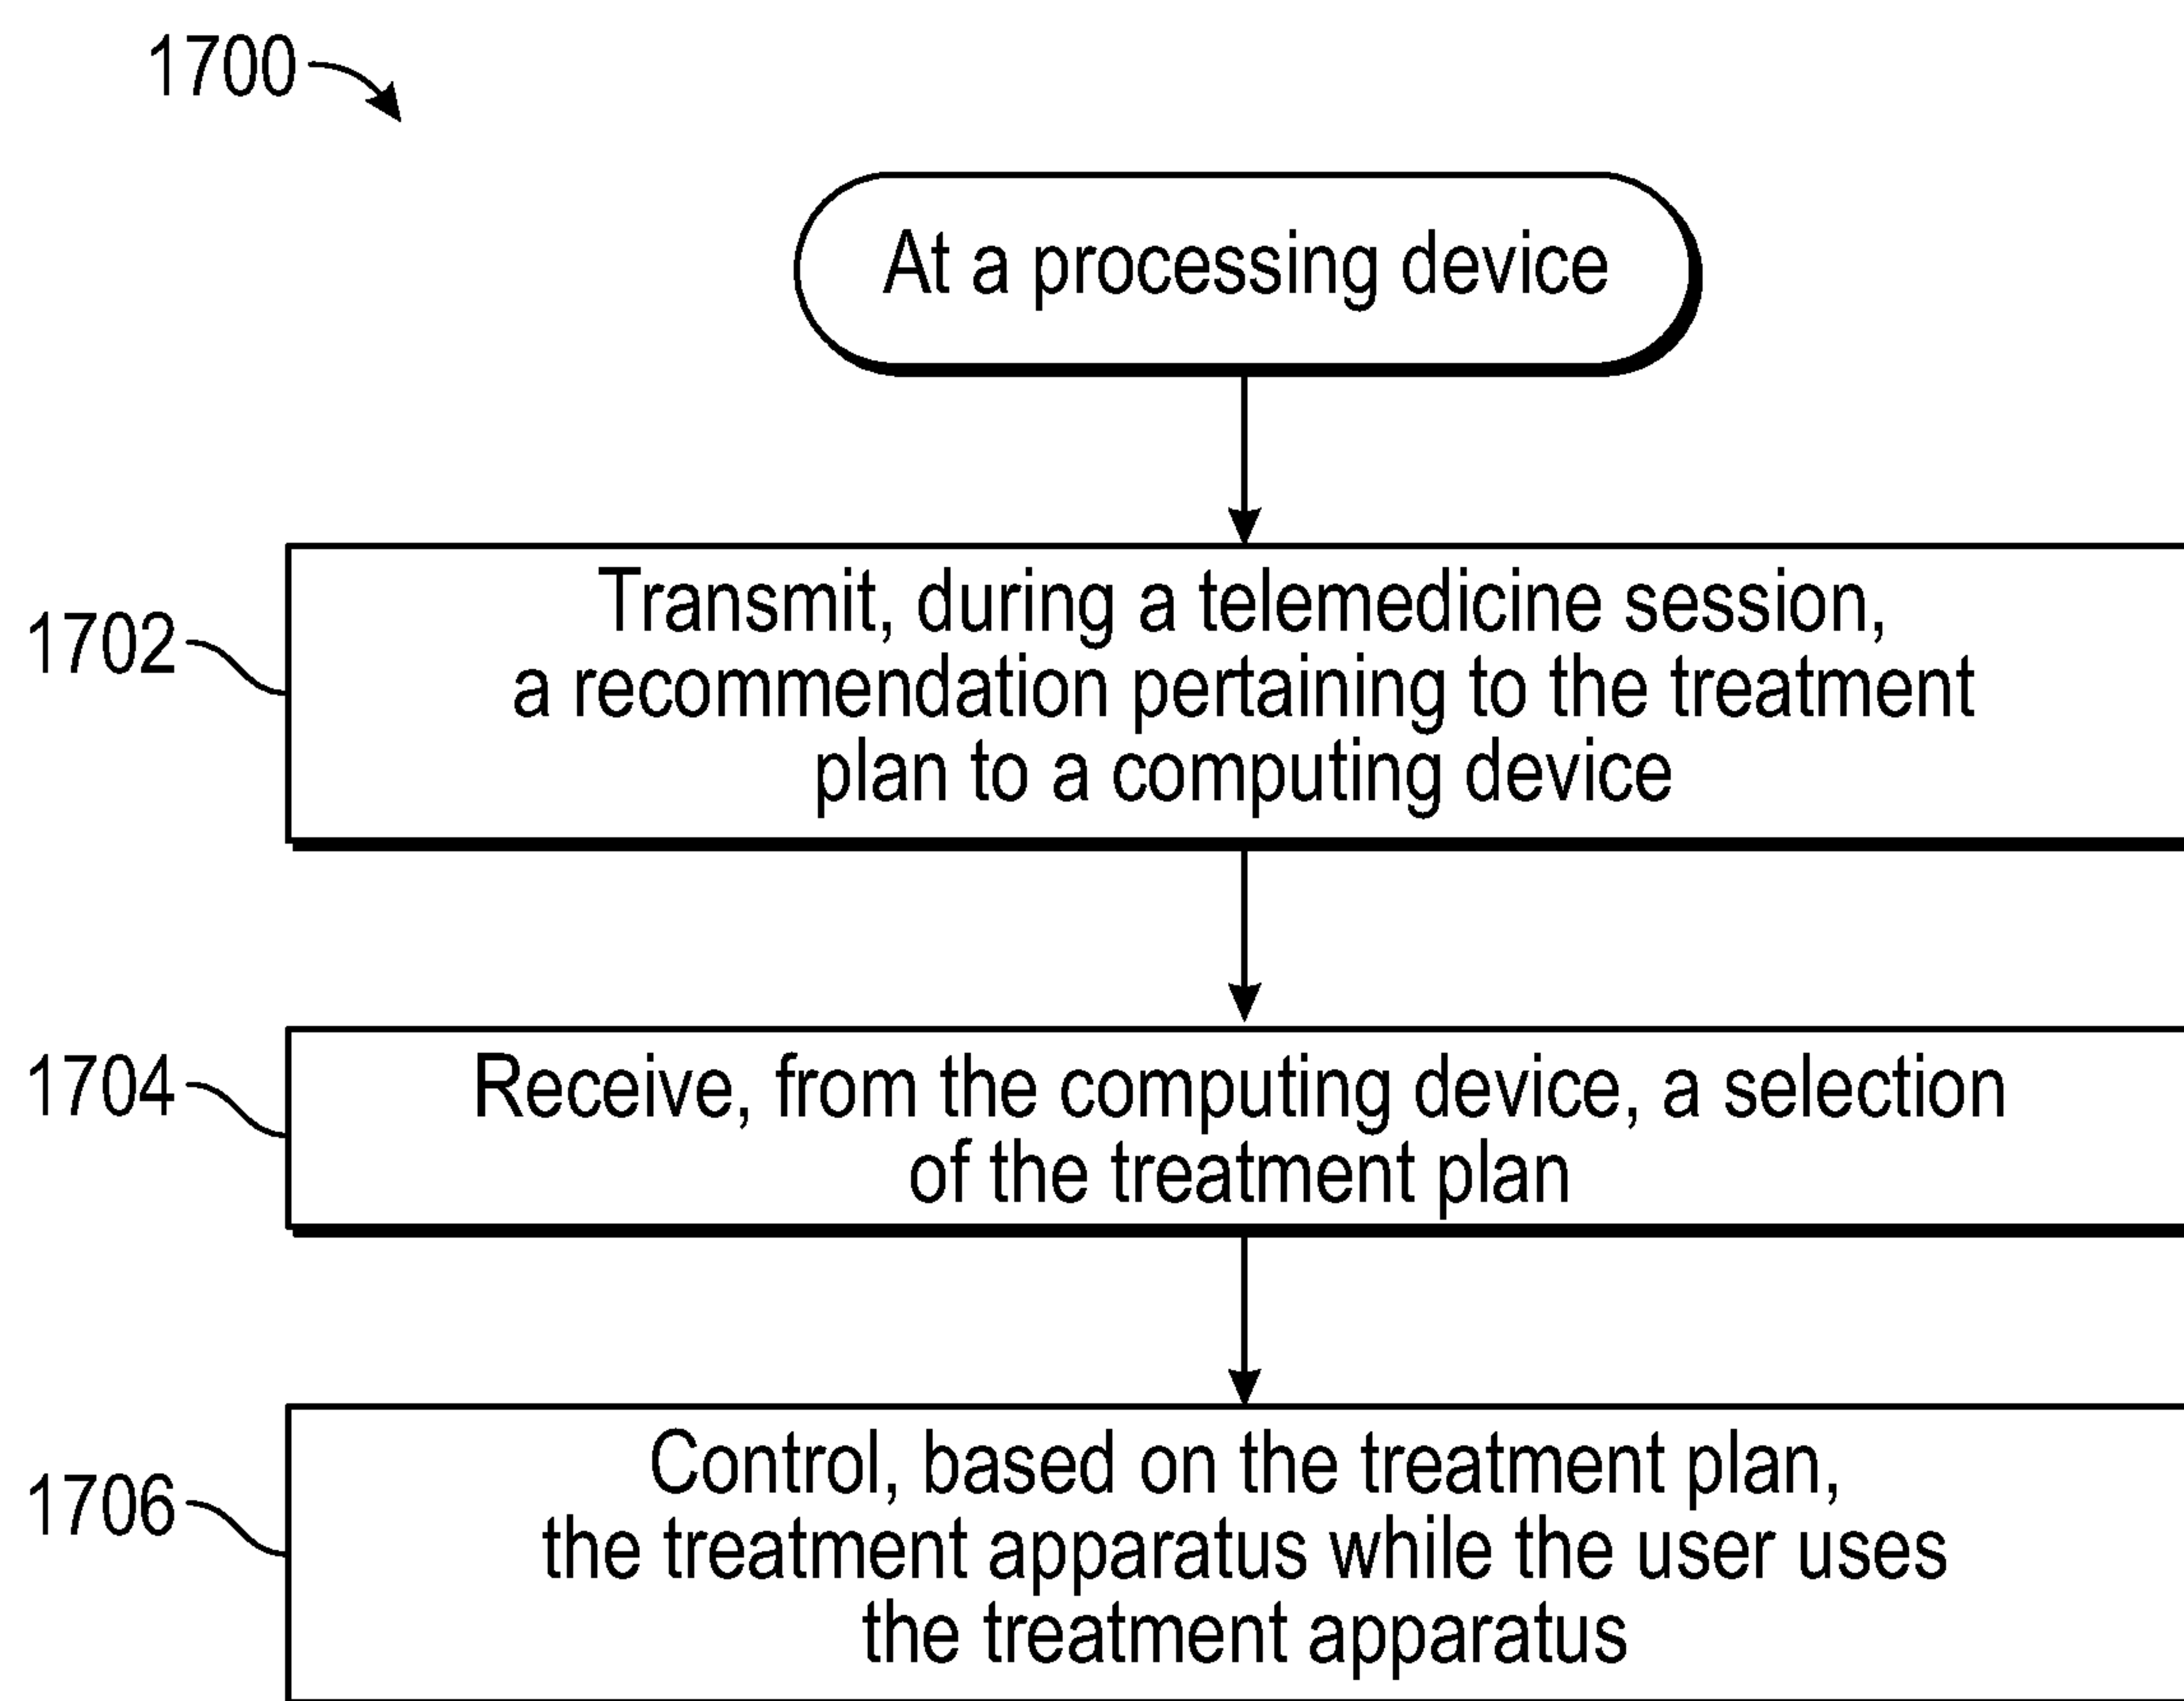 1700
At a processing device
1702
Transmit, during a telemedicine session,
a recommendation pertaining to the treatment
plan to a computing device
1704
Receive, from the computing device, a selection
of the treatment plan
1706
Control, based on the treatment plan,
the treatment apparatus while the user uses
the treatment apparatus